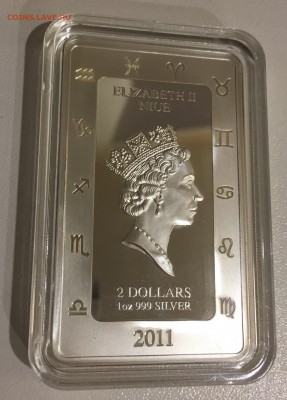 COINS.LAVE.RU
ELIZABETH II
NIUE
2 DOLLARS
1oz 999 SILVER
2011